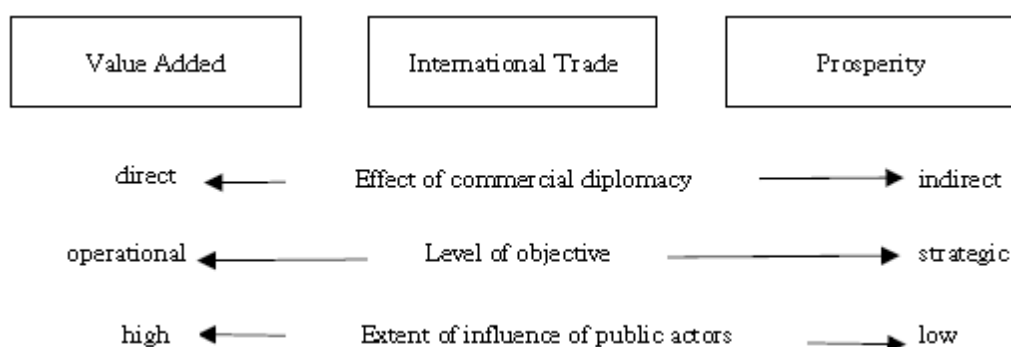 Value Added International Trade Prosperity
direct Effect of commercial diplomacy indirect
operational Level of objective strategic
high Extent of influence of public actors low